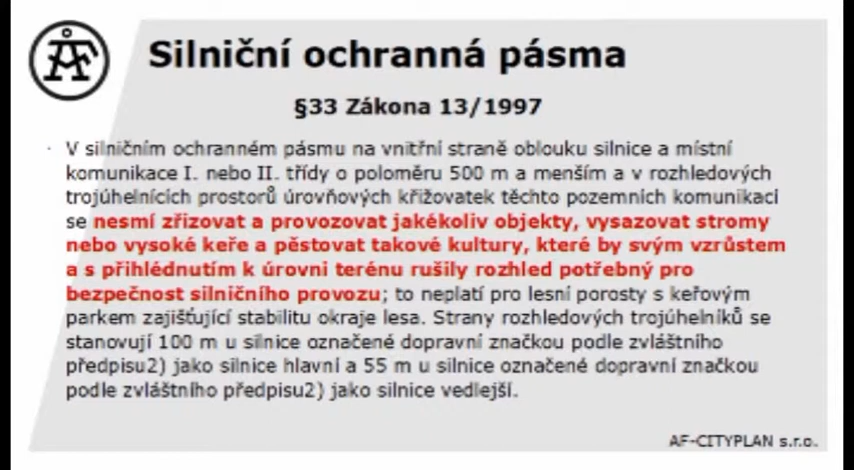 ÅF
Silniční ochranná pásma
§33 Zákona 13/1997
· V silničním ochranném pásmu na vnitřní straně oblouku silnice a místní
komunikace I. nebo II. třídy o poloměru 500 m a menším a v rozhledových
trojúhelnících prostorů úrovňových křižovatek těchto pozemních komunikací
se nesmí zřizovat a provozovat jakékoliv objekty, vysazovat stromy
nebo vysoké keře a pěstovat takové kultury, které by svým vzrůstem
a s přihlédnutím k úrovni terénu rušily rozhled potřebný pro
bezpečnost silničního provozu; to neplatí pro lesní porosty s keřovým
parkem zajišťující stabilitu okraje lesa. Strany rozhledových trojúhelníků se
stanovují 100 m u silnice označené dopravní značkou podle zvláštního
předpisu2) jako silnice hlavní a 55 m u silnice označené dopravní značkou
podle zvláštního předpisu2) jako silnice vedlejší.
AF-CITYPLAN s.r.o.